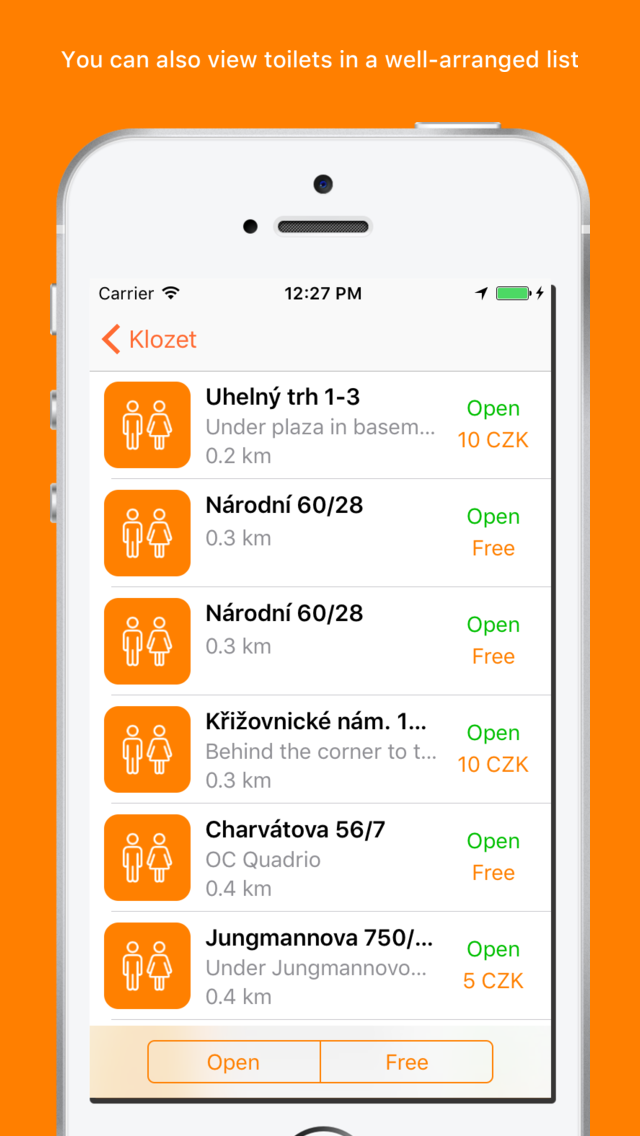 You can also view toilets in a well-arranged list
Carrier 12:27 PM
Klozet
Uhelný trh 1-3
Under plaza in basem...
0.2 km
Open
10 CZK
Národní 60/28
0.3 km
Open
Free
Národní 60/28
0.3 km
Open
Free
Křižovnické nám. 1...
Behind the corner to t...
0.3 km
Open
10 CZK
Charvátova 56/7
OC Quadrio
0.4 km
Open
Free
Jungmannova 750/...
Under Jungmannovo...
0.4 km
Open
5 CZK
Open Free